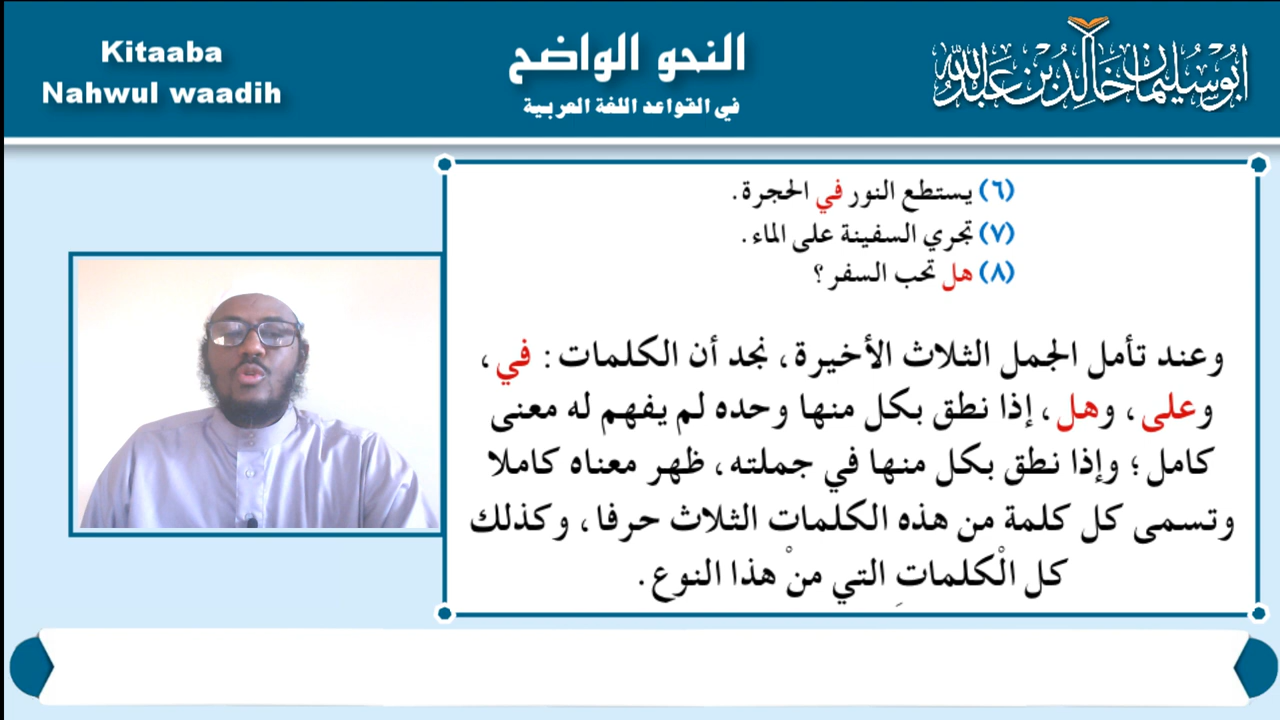 Kitaaba
Nahwul waadih
النحو الواضح
في القواعد اللغة العربية
أبو سليمان خالد بن عبد الله
(٦) يستطع النور في الحجرة.
(٧) تجري السفينة على الماء.
(٨) هل تحب السفر؟
وعند تأمل الجمل الثلاث الأخيرة، نجد أن الكلمات: في،
وعلى، وهل، إذا نطق بكل منها وحده لم يفهم له معنى
كامل؛ وإذا نطق بكل منها في جملته، ظهر معناه كاملا
وتسمى كل كلمة من هذه الكلمات الثلاث حرفا، وكذلك
كل الْكلماتِ التي منْ هذا النوع.